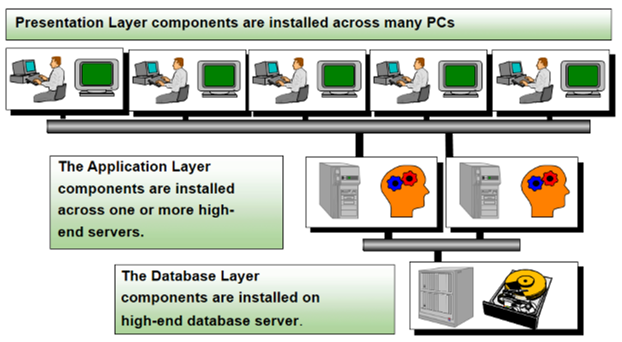 Presentation Layer components are installed across many PCs
The Application Layer
components are installed
across one or more high-
end servers.
The Database Layer
components are installed on
high-end database server.